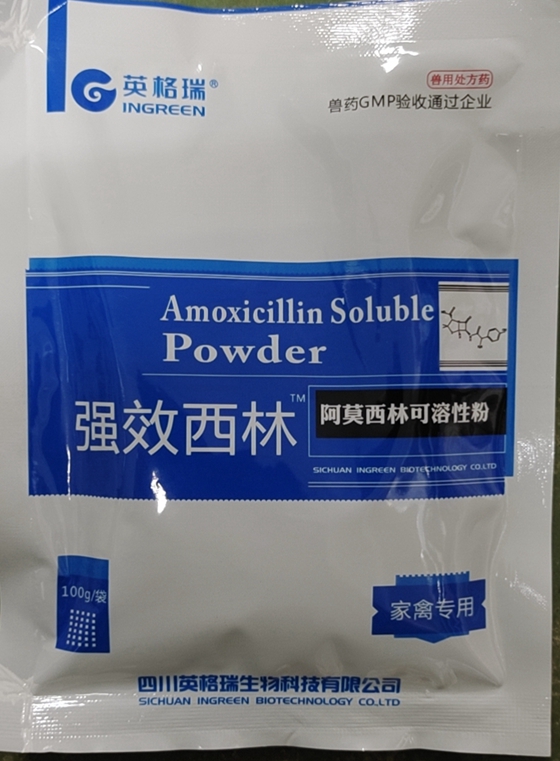 英格瑞®
INGREEN
兽用处方药
兽药GMP验收通过企业
Amoxicillin Soluble
Powder
强效西林™
阿莫西林可溶性粉
SICHUAN INGREEN BIOTECHNOLOGY CO.LTD
100g/袋
家禽专用
四川英格瑞生物科技有限公司
SICHUAN INGREEN BIOTECHNOLOGY CO.LTD